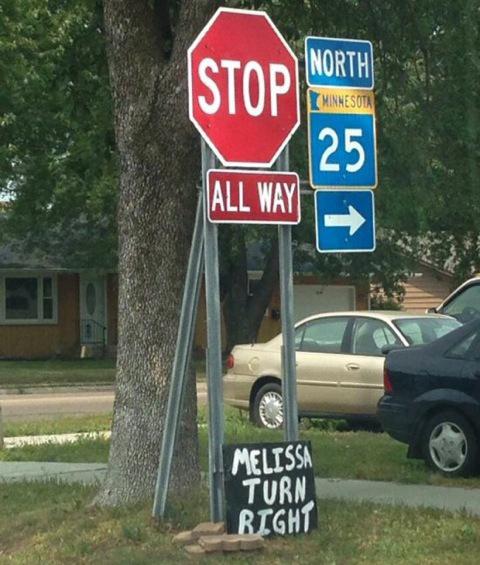 STOP
ALL WAY
NORTH
MINNESOTA
25
MELISSA
TURN
RIGHT